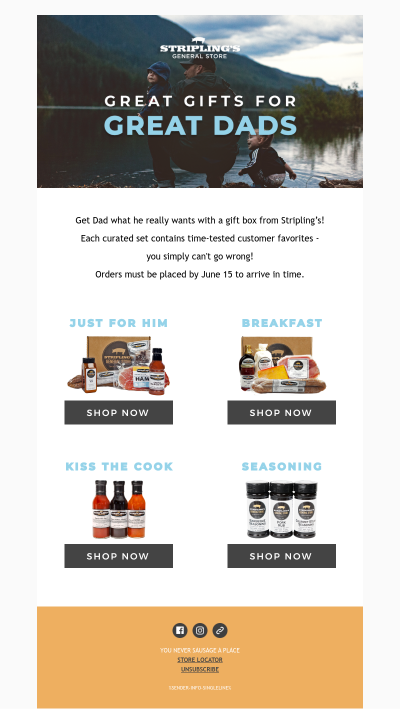 STRIPLING'S
GENERAL STORE
GREAT GIFTS FOR
GREAT DADS
Get Dad what he really wants with a gift box from Stripling's!
Each curated set contains time-tested customer favorites -
you simply can't go wrong!
Orders must be placed by June 15 to arrive in time.
JUST FOR HIM
BREAKFAST
STRIPLING'S
HAM
SHOP NOW
SHOP NOW
KISS THE COOK
SEASONING
SHOP NOW
SHOP NOW
YOU NEVER SAUSAGE A PLACE
STORE LOCATOR
UNSUBSCRIBE